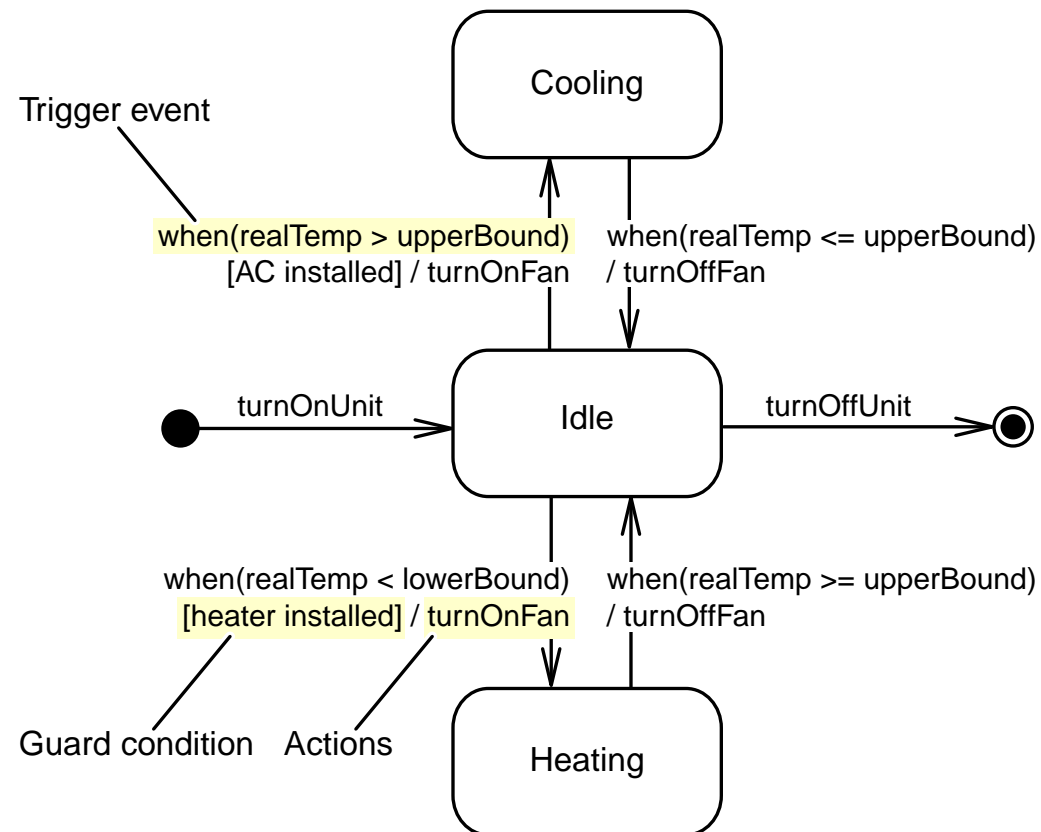 Cooling
Trigger event
when(realTemp > upperBound)
[AC installed] / turnOnFan
when(realTemp <= upperBound)
/ turnOffFan
turnOnUnit
Idle
turnOffUnit
when(realTemp < lowerBound)
[heater installed] / turnOnFan
when(realTemp >= upperBound)
/ turnOffFan
Guard condition
Actions
Heating